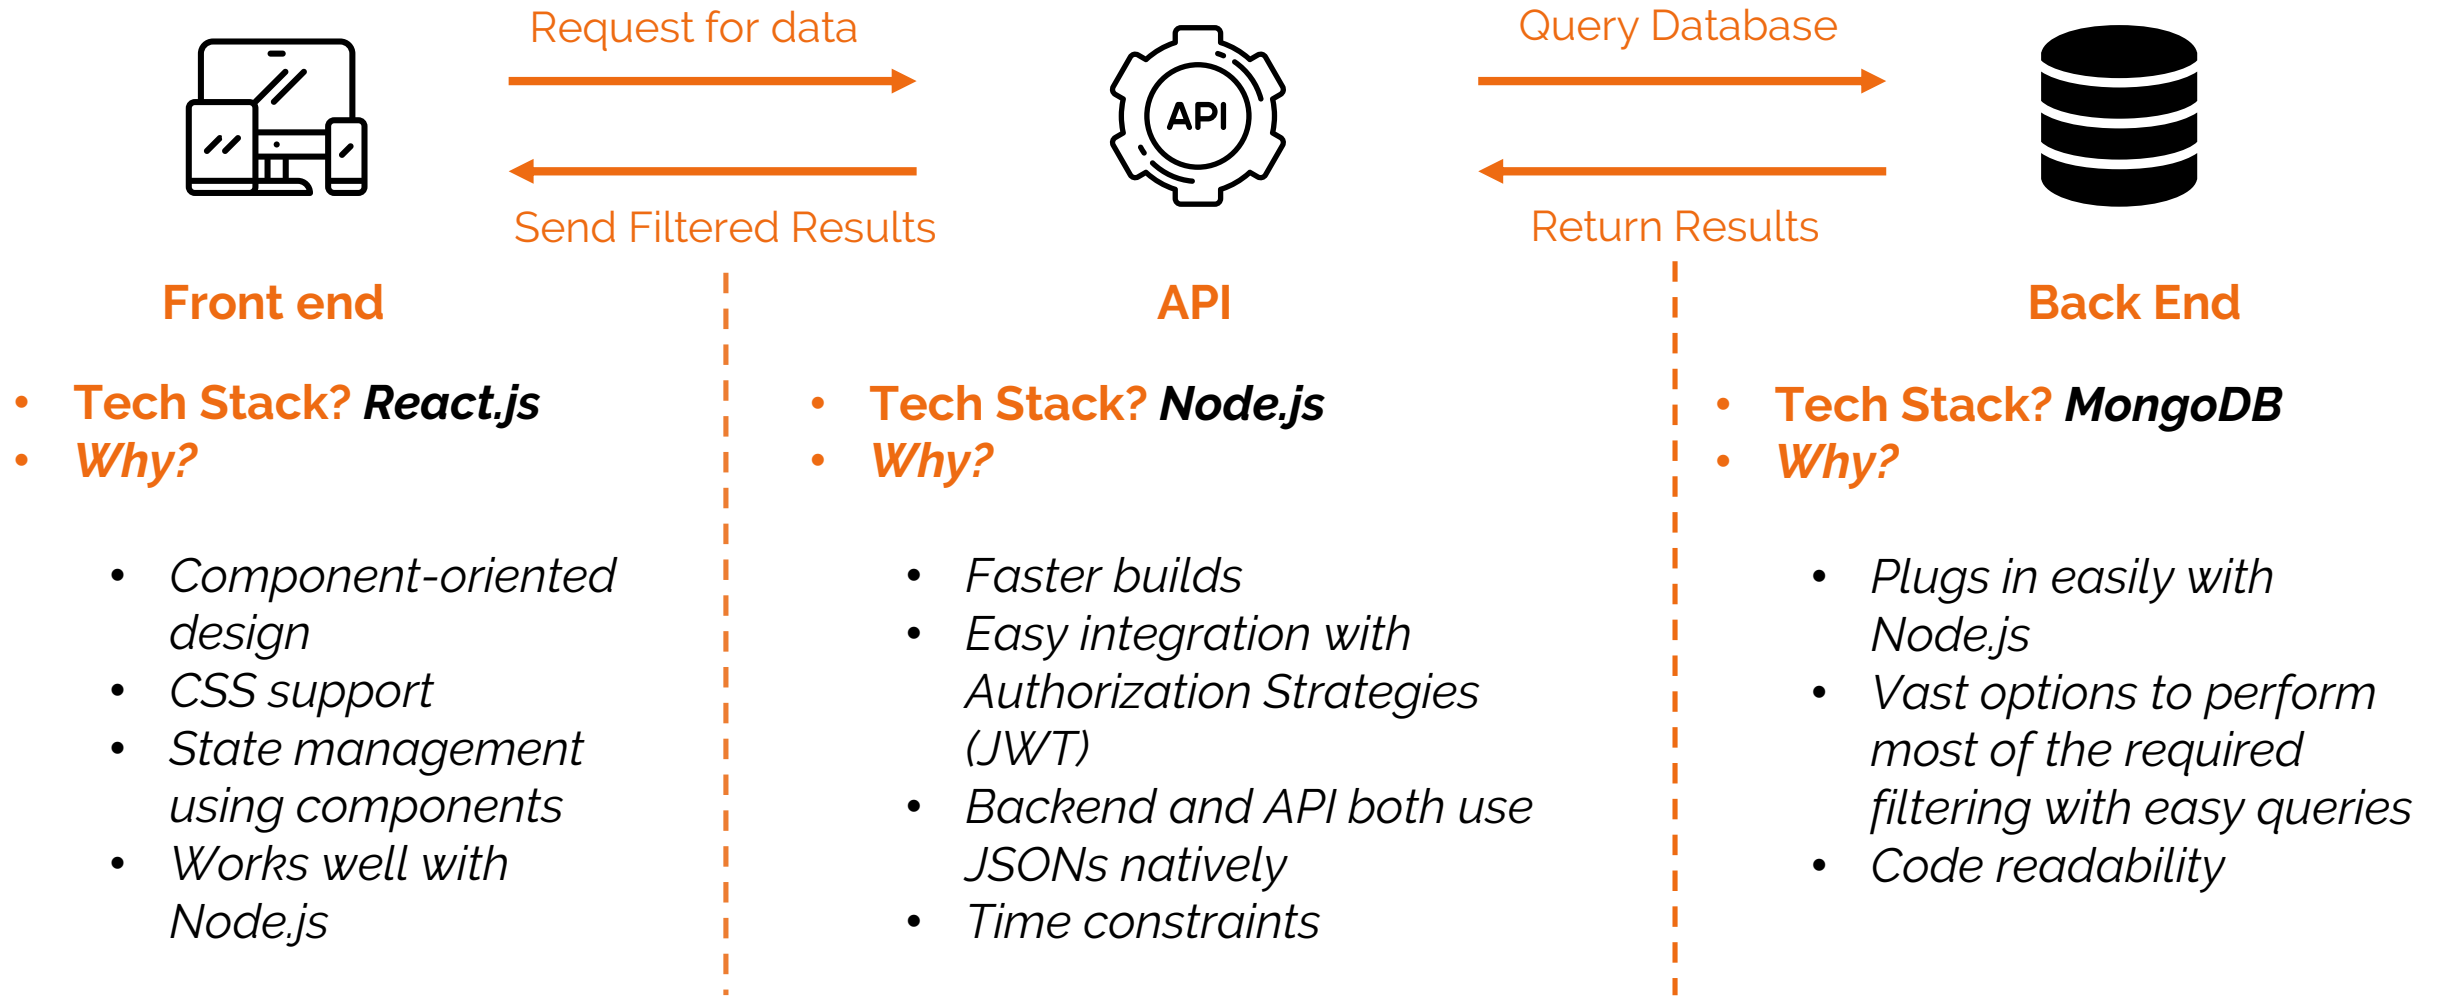 Request for data
Query Database
API
Send Filtered Results
Return Results
Front end
API
Back End
• Tech Stack? React.js
• Why?
• Component-oriented
design
• CSS support
• State management
using components
• Works well with
Node.js
• Tech Stack? Node.js
• Why?
• Faster builds
• Easy integration with
Authorization Strategies
(JWT)
• Backend and API both use
JSONs natively
• Time constraints
• Tech Stack? MongoDB
• Why?
• Plugs in easily with
Node.js
• Vast options to perform
most of the required
filtering with easy queries
• Code readability